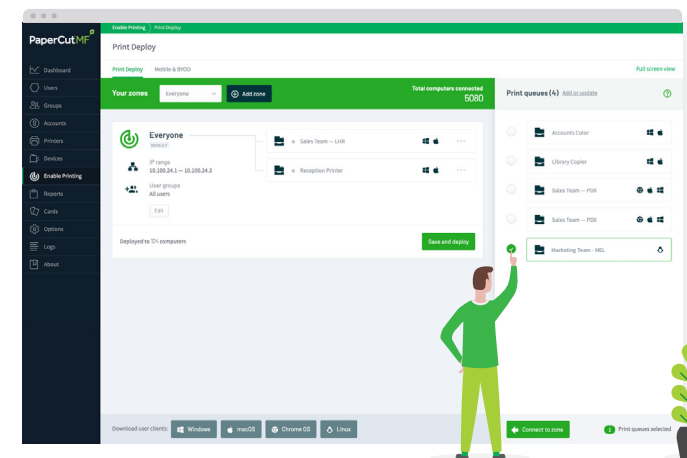 PaperCutMF
Enable Printing
Print Deploy
Print Deploy
Print Deploy
Mobile & BYOD
Full screen view
Dashboard
Users
Groups
Accounts
Printers
Devices
Enable Printing
Reports
Cards
Options
Logs
About
Your zones
Everyone
Add zone
Total computers connected
5080
Everyone
DEFAULT
IP range
10.100.24.1 — 10.100.24.3
User groups
All users
Edit
Sales Team — LHR
Reception Printer
Deployed to 124 computers
Save and deploy
Print queues (4) Add or update
Accounts Color
Library Copier
Sales Team — PDX
Sales Team — PDX
Marketing Team - MEL
Download user clients:
Windows
macOS
Chrome OS
Linux
Connect to zone
1 Print queues selected